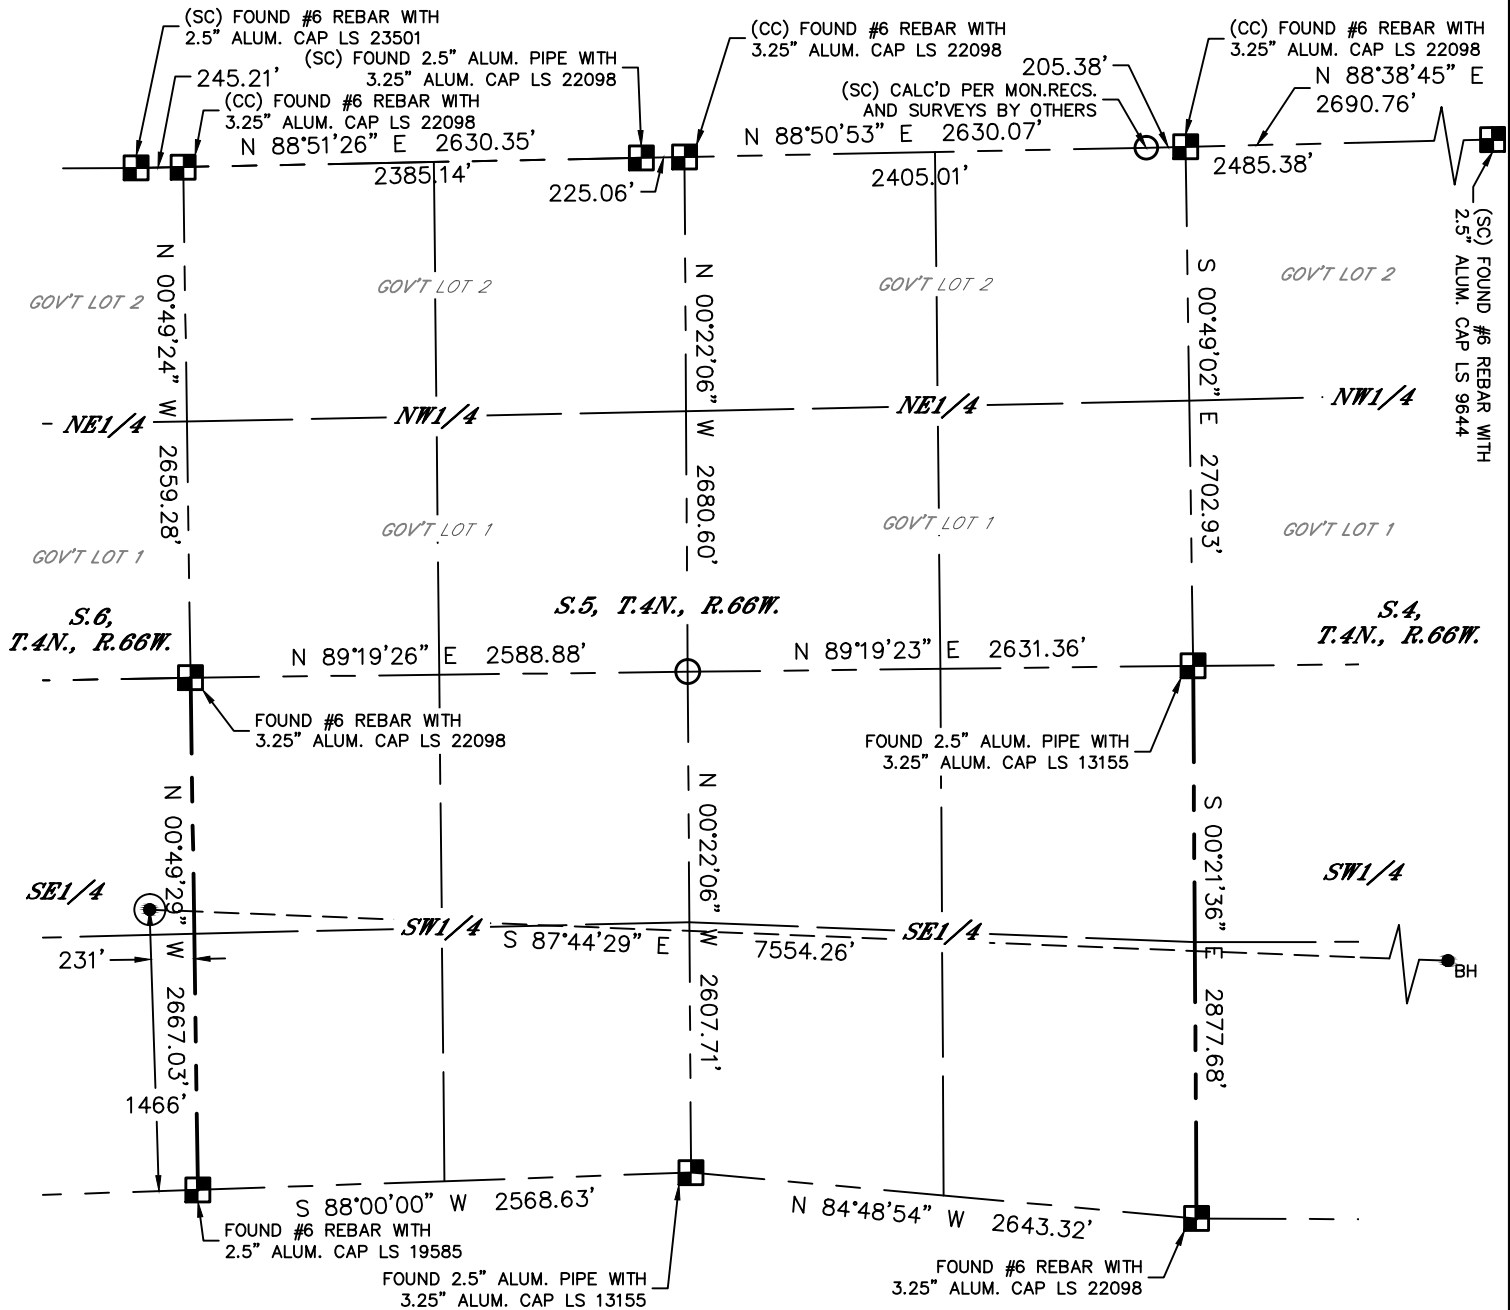 (SC) FOUND #6 REBAR WITH
2.5" ALUM. CAP LS 23501
(SC) FOUND 2.5" ALUM. PIPE WITH
3.25" ALUM. CAP LS 22098
245.21'
(CC) FOUND #6 REBAR WITH
3.25" ALUM. CAP LS 22098
(CC) FOUND #6 REBAR WITH
3.25" ALUM. CAP LS 22098
205.38'
(SC) CALC'D PER MON.RECS.
AND SURVEYS BY OTHERS
(CC) FOUND #6 REBAR WITH
3.25" ALUM. CAP LS 22098
N 88°38'45" E
2690.76'
N 88°51'26" E 2630.35'
N 88°50'53" E 2630.07'
2385.14'
225.06'
2405.01'
2485.38'
(SC) FOUND #6 REBAR WITH
2.5" ALUM. CAP LS 9644
N 00°49'24" W 2659.28'
N 00°22'06" W 2680.60'
S 00°49'02" E 2702.93'
GOV'T LOT 2
GOV'T LOT 2
GOV'T LOT 2
GOV'T LOT 2
NE1/4
NW1/4
NE1/4
NW1/4
GOV'T LOT 1
GOV'T LOT 1
GOV'T LOT 1
GOV'T LOT 1
S.6,
T.4N., R.66W.
S.5, T.4N., R.66W.
S.4,
T.4N., R.66W.
N 89°19'26" E 2588.88'
N 89°19'23" E 2631.36'
FOUND #6 REBAR WITH
3.25" ALUM. CAP LS 22098
FOUND 2.5" ALUM. PIPE WITH
3.25" ALUM. CAP LS 13155
N 00°49'29" W 2667.03'
N 00°22'06" W 2607.71'
S 00°21'36" E 2877.68'
SE1/4
SW1/4
SE1/4
SW1/4
S 87°44'29" E 7554.26'
231'
BH
1466'
S 88°00'00" W 2568.63'
N 84°48'54" W 2643.32'
FOUND #6 REBAR WITH
2.5" ALUM. CAP LS 19585
FOUND 2.5" ALUM. PIPE WITH
3.25" ALUM. CAP LS 13155
FOUND #6 REBAR WITH
3.25" ALUM. CAP LS 22098